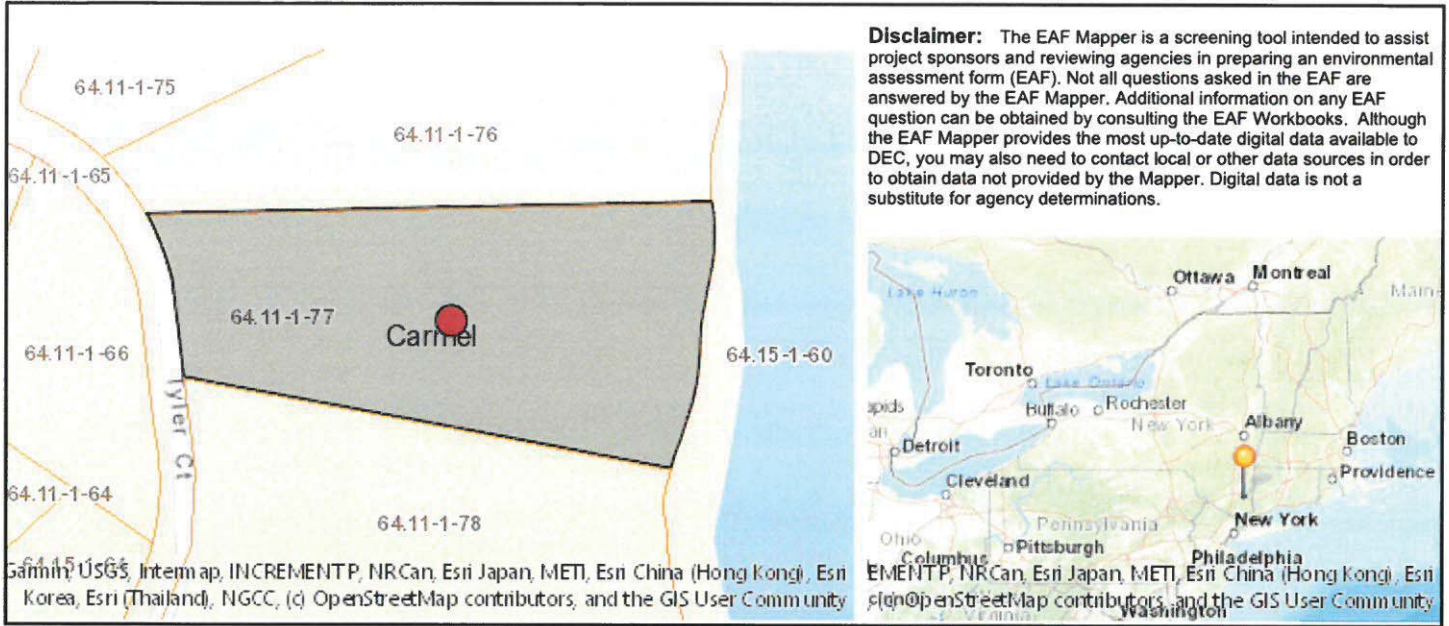 64.11-1-75
64.11-1-76
64.11-1-65
64.11-1-77
Carmel
64.11-1-66
64.15-1-60
Tyler Ct
64.11-1-64
64.11-1-78
Garmin, USGS, Intermap, INCREMENT P, NRCan, Esri Japan, METI, Esri China (Hong Kong), Esri
Korea, Esri (Thailand), NGCC, (c) OpenStreetMap contributors, and the GIS User Community
Disclaimer: The EAF Mapper is a screening tool intended to assist
project sponsors and reviewing agencies in preparing an environmental
assessment form (EAF). Not all questions asked in the EAF are
answered by the EAF Mapper. Additional information on any EAF
question can be obtained by consulting the EAF Workbooks. Although
the EAF Mapper provides the most up-to-date digital data available to
DEC, you may also need to contact local or other data sources in order
to obtain data not provided by the Mapper. Digital data is not a
substitute for agency determinations.
Ottawa
Montreal
Lake Huron
Main
Toronto
Lake Ontario
apids
Buffalo
Rochester
New York
Albany
an
Detroit
Boston
Providence
Cleveland
New York
Pennsylvania
Ohio
Pittsburgh
Columbus
Philadelphia
EMENT P, NRCan, Esri Japan, METI, Esri China (Hong Kong), Esri
(c) OpenStreetMap contributors, and the GIS User Community
Washington
Virginia